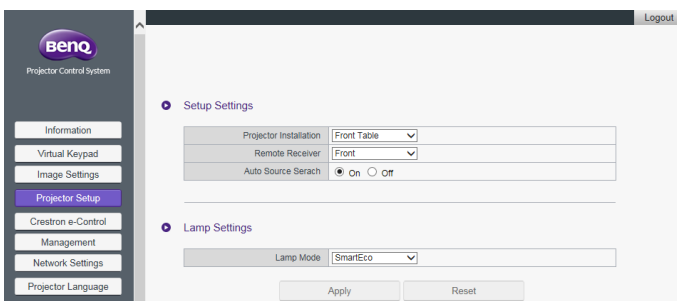 Logout
BenQ
Projector Control System
Information
Virtual Keypad
Image Settings
Projector Setup
Crestron e-Control
Management
Network Settings
Projector Language
Setup Settings
Projector Installation Front Table
Remote Receiver Front
Auto Source Serach On Off
Lamp Settings
Lamp Mode SmartEco
Apply Reset